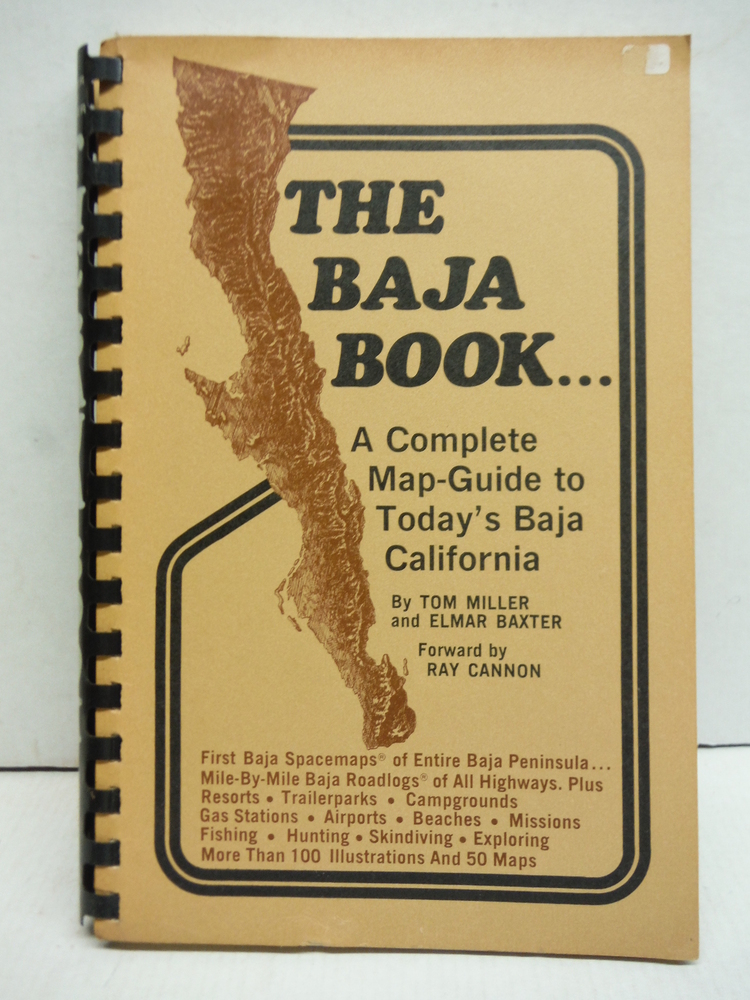 THE
BAJA
BOOK...
A Complete
Map-Guide to
Today's Baja
California
By TOM MILLER
and ELMAR BAXTER
Forward by
RAY CANNON
First Baja Spacemaps® of Entire Baja Peninsula...
Mile-By-Mile Baja Roadlogs® of All Highways. Plus
Resorts • Trailerparks • Campgrounds
Gas Stations • Airports • Beaches • Missions
Fishing • Hunting • Skindiving • Exploring
More Than 100 Illustrations And 50 Maps